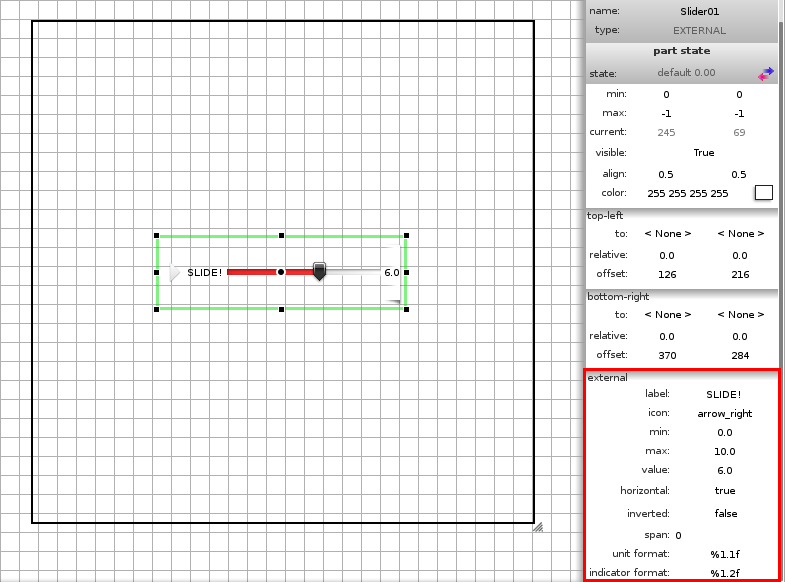 name: Slider01
type: EXTERNAL
part state
state: default 0.00
min: 0 0
max: -1 -1
current: 245 69
visible: True
align: 0.5 0.5
color: 255 255 255 255
top-left
to: < None > < None >
relative: 0.0 0.0
offset: 126 216
SLIDE! 6.0
bottom-right
to: < None > < None >
relative: 0.0 0.0
offset: 370 284
external
label: SLIDE!
icon: arrow_right
min: 0.0
max: 10.0
value: 6.0
horizontal: true
inverted: false
span: 0
unit format: %1.1f
indicator format: %1.2f